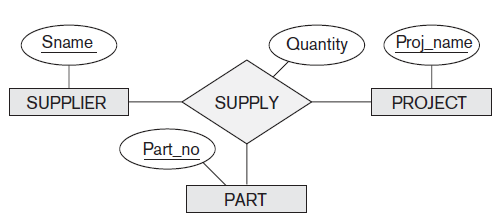 Sname
Quantity
Proj_name
SUPPLIER
SUPPLY
PROJECT
Part_no
PART